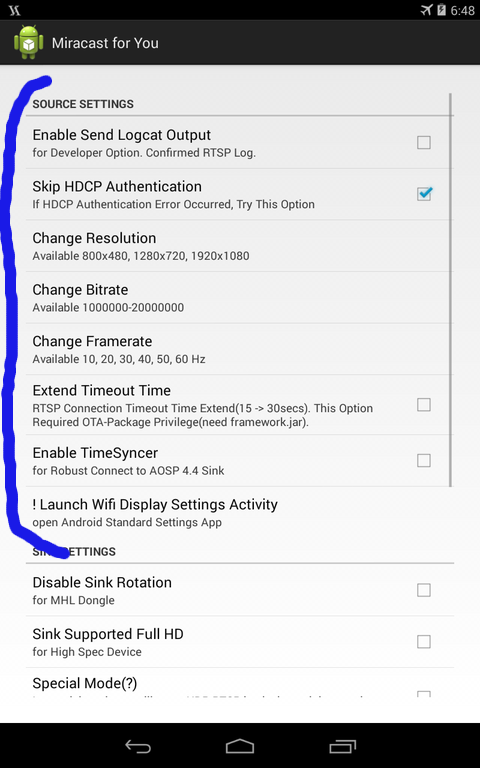 6:48
Miracast for You
SOURCE SETTINGS
Enable Send Logcat Output
for Developer Option. Confirmed RTSP Log.
Skip HDCP Authentication
If HDCP Authentication Error Occurred, Try This Option
Change Resolution
Available 800x480, 1280x720, 1920x1080
Change Bitrate
Available 1000000-20000000
Change Framerate
Available 10, 20, 30, 40, 50, 60 Hz
Extend Timeout Time
RTSP Connection Timeout Time Extend(15 -> 30secs). This Option
Required OTA-Package Privilege(need framework.jar).
Enable TimeSyncer
for Robust Connect to AOSP 4.4 Sink
! Launch Wifi Display Settings Activity
open Android Standard Settings App
SINK SETTINGS
Disable Sink Rotation
for MHL Dongle
Sink Supported Full HD
for High Spec Device
Special Mode(?)